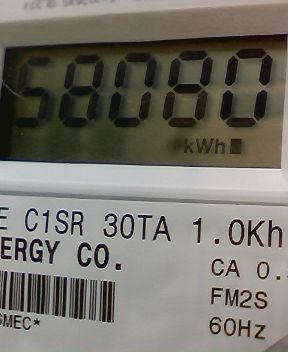 58080
kWh
E C1SR 30TA 1.0Kh
ERGY CO.
CA 0.
FM2S
60Hz
SMEC*